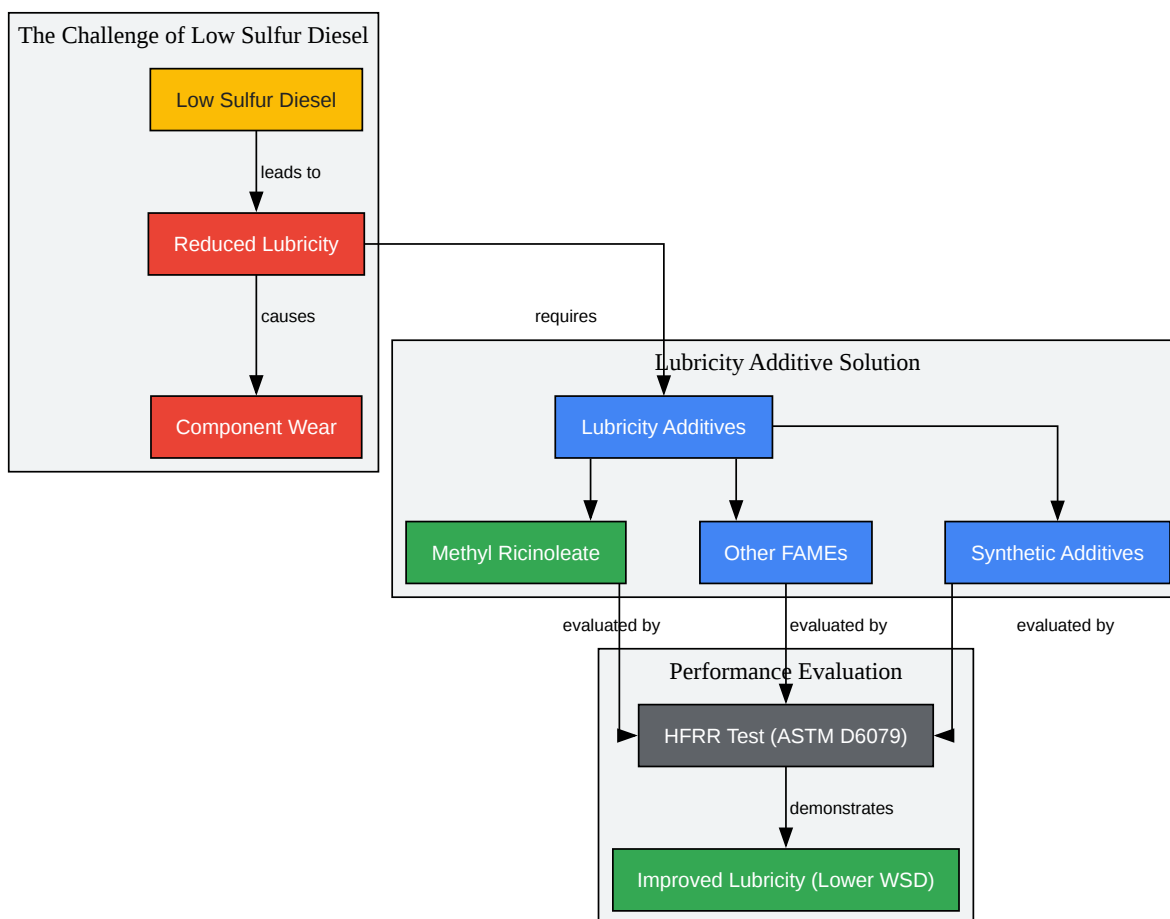 The Challenge of Low Sulfur Diesel
Low Sulfur Diesel
leads to
Reduced Lubricity
causes
requires
Component Wear
Lubricity Additive Solution
Lubricity Additives
Methyl Ricinoleate
Other FAMEs
Synthetic Additives
evaluated by
evaluated by
evaluated by
Performance Evaluation
HFRR Test (ASTM D6079)
demonstrates
Improved Lubricity (Lower WSD)